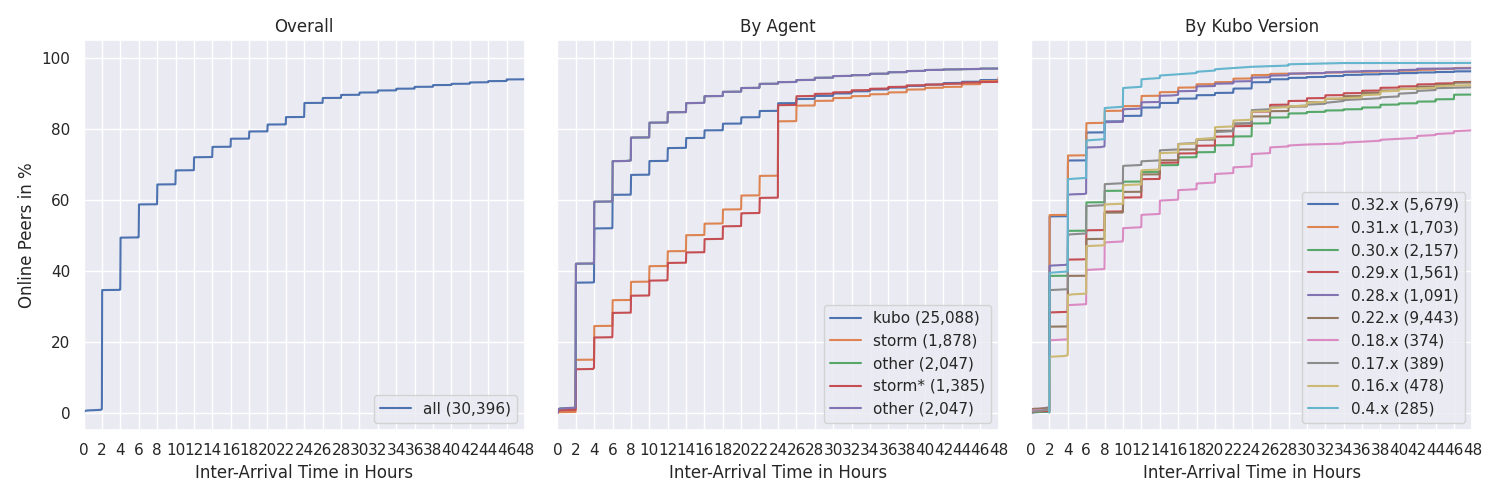 Overall
By Agent
By Kubo Version
Online Peers in %
100
80
60
40
20
0
all (30,396)
kubo (25,088)
storm (1,878)
other (2,047)
storm* (1,385)
other (2,047)
0.32.x (5,679)
0.31.x (1,703)
0.30.x (2,157)
0.29.x (1,561)
0.28.x (1,091)
0.22.x (9,443)
0.18.x (374)
0.17.x (389)
0.16.x (478)
0.4.x (285)
0 2 4 6 8 10 12 14 16 18 20 22 24 26 28 30 32 34 36 38 40 42 44 46 48
0 2 4 6 8 10 12 14 16 18 20 22 24 26 28 30 32 34 36 38 40 42 44 46 48
0 2 4 6 8 10 12 14 16 18 20 22 24 26 28 30 32 34 36 38 40 42 44 46 48
Inter-Arrival Time in Hours
Inter-Arrival Time in Hours
Inter-Arrival Time in Hours